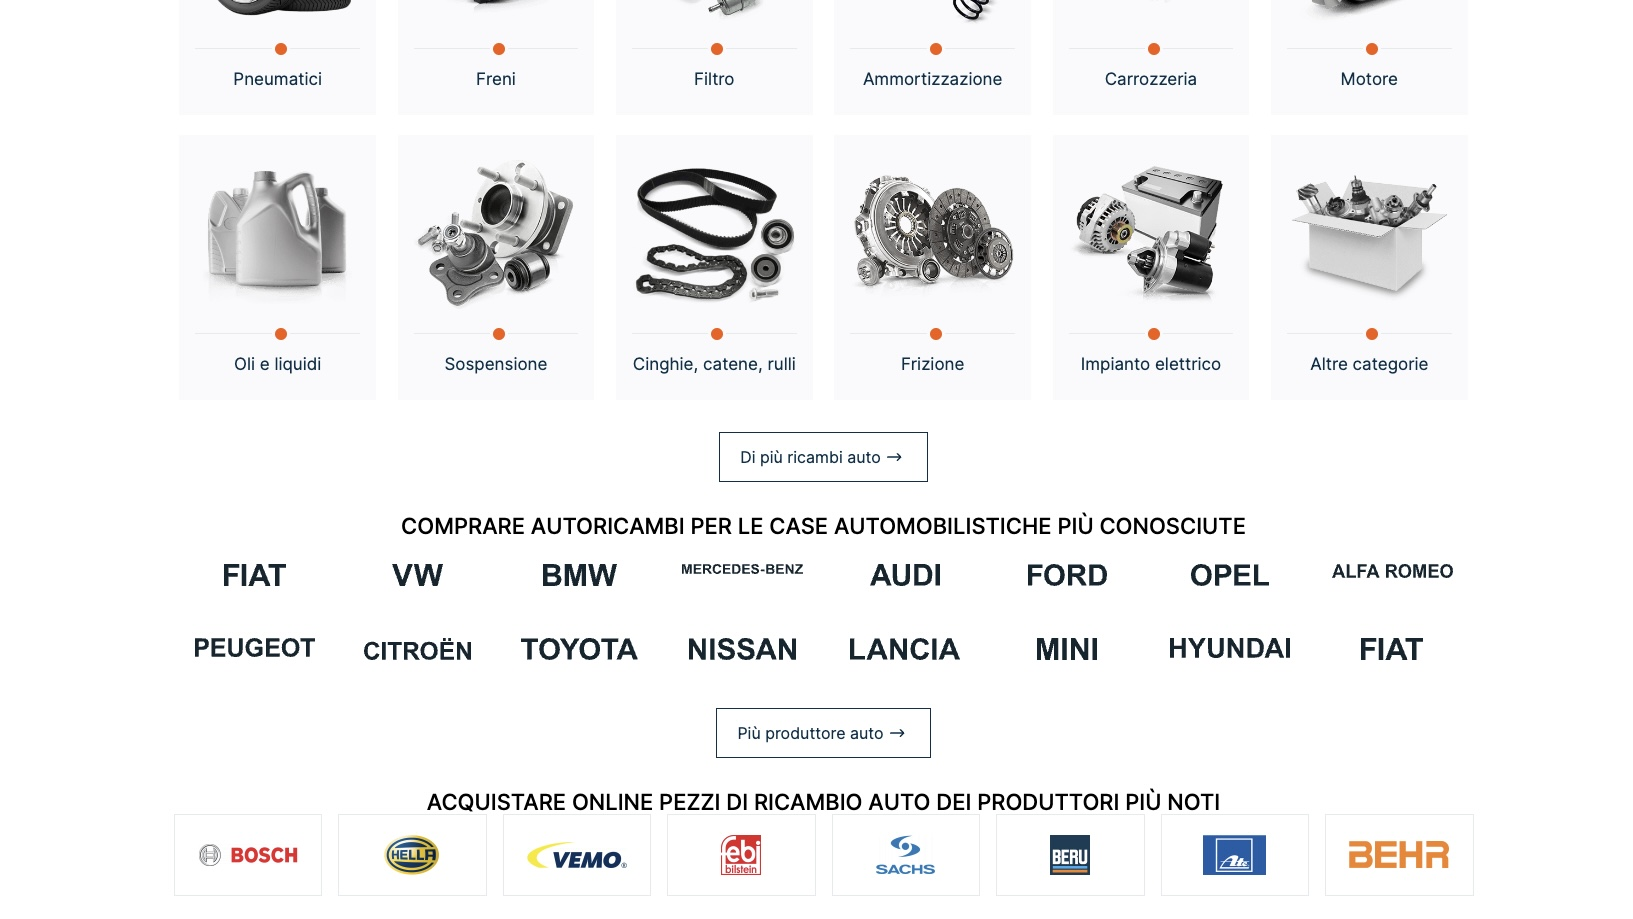 Pneumatici
Freni
Filtro
Ammortizzazione
Carrozzeria
Motore
Oli e liquidi
Sospensione
Cinghie, catene, rulli
Frizione
Impianto elettrico
Altre categorie
Di più ricambi auto →
COMPRARE AUTORICAMBI PER LE CASE AUTOMOBILISTICHE PIÙ CONOSCIUTE
FIAT
VW
BMW
MERCEDES-BENZ
AUDI
FORD
OPEL
ALFA ROMEO
PEUGEOT
CITROËN
TOYOTA
NISSAN
LANCIA
MINI
HYUNDAI
FIAT
Più produttore auto →
ACQUISTARE ONLINE PEZZI DI RICAMBIO AUTO DEI PRODUTTORI PIÙ NOTI
BOSCH
HELLA
VEMO®
febi
bilstein
SACHS
BERU
Ate
BEHR